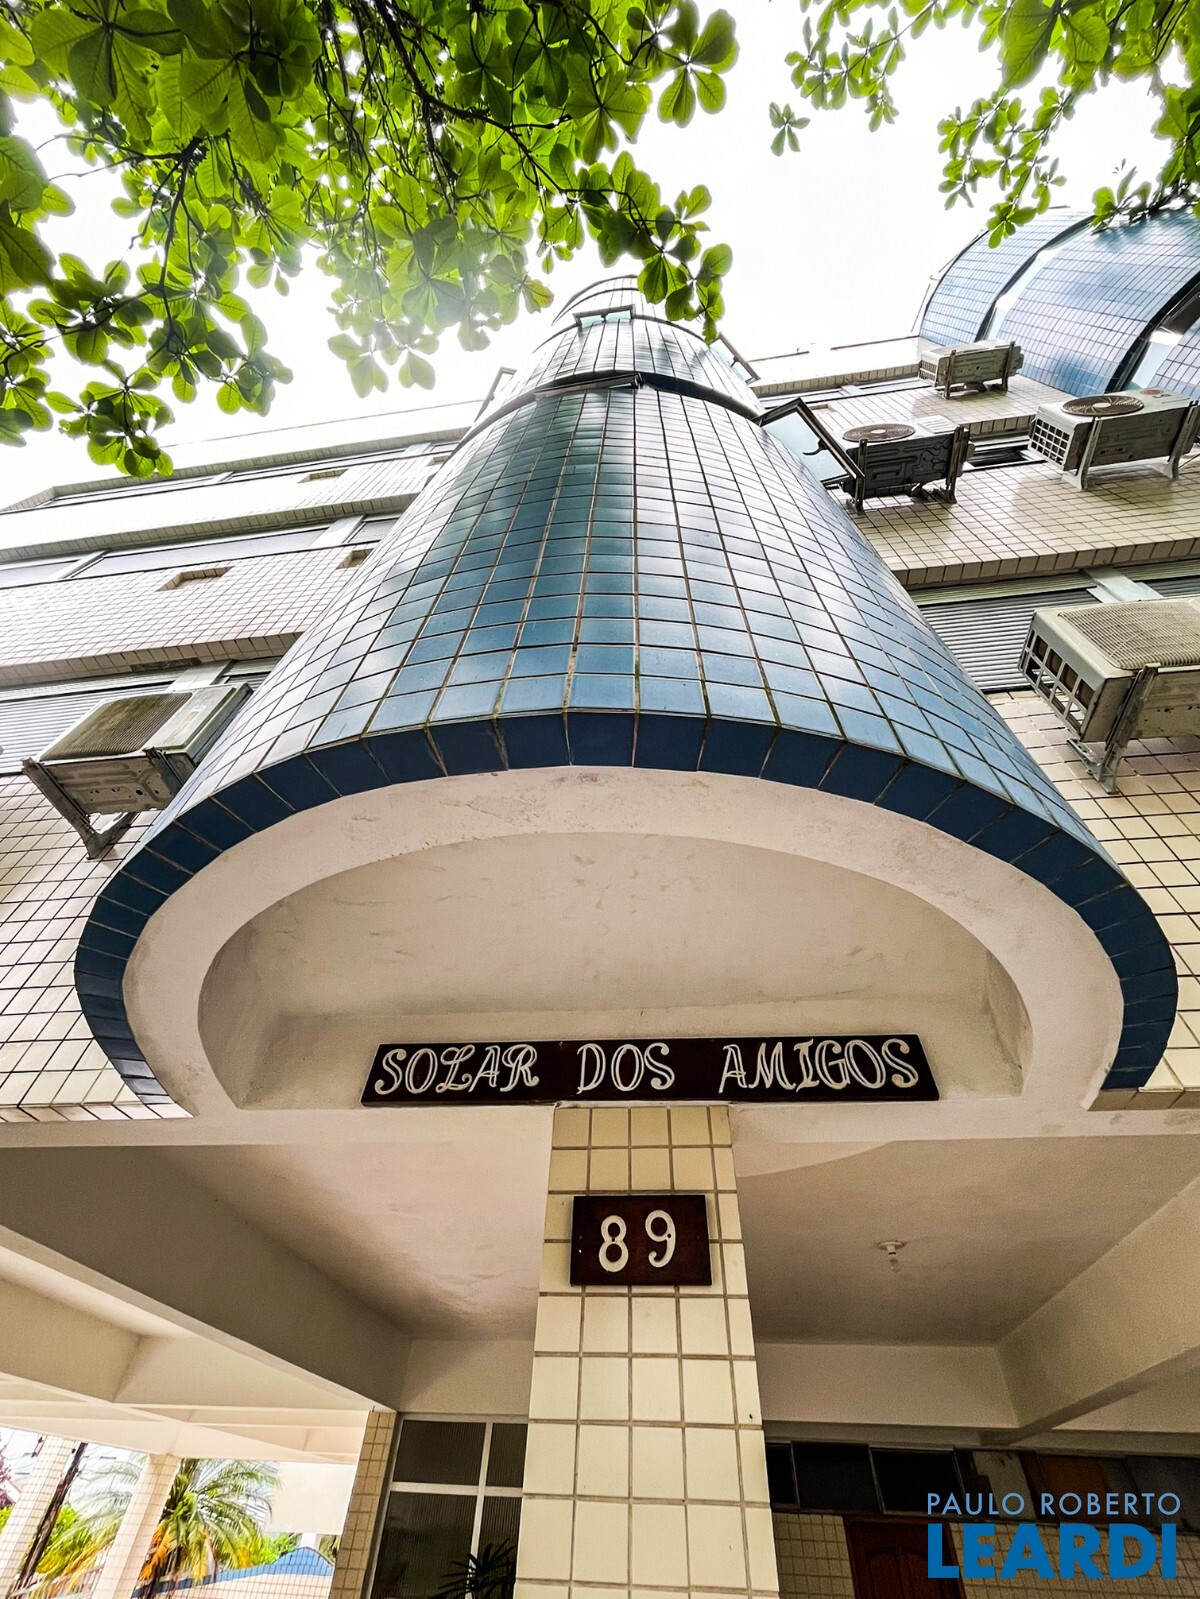 SOLAR DOS AMIGOS
89
PAULO ROBERTO
LEARDI